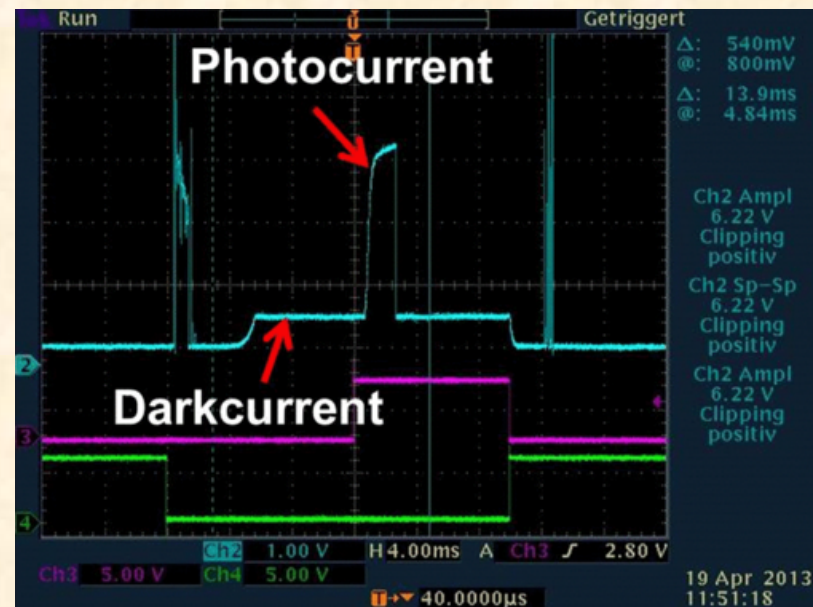 Tek Run Getriggert
Photocurrent
Darkcurrent
Δ: 540mV
@: 800mV
Δ: 13.9ms
@: 4.84ms
Ch2 Ampl
6.22 V
Clipping
positiv
Ch2 Sp-Sp
6.22 V
Clipping
positiv
Ch2 Ampl
6.22 V
Clipping
positiv
2
3
4
Ch2 1.00 V H 4.00ms A Ch3 2.80 V
Ch3 5.00 V Ch4 5.00 V
T 40.0000µs
19 Apr 2013
11:51:18